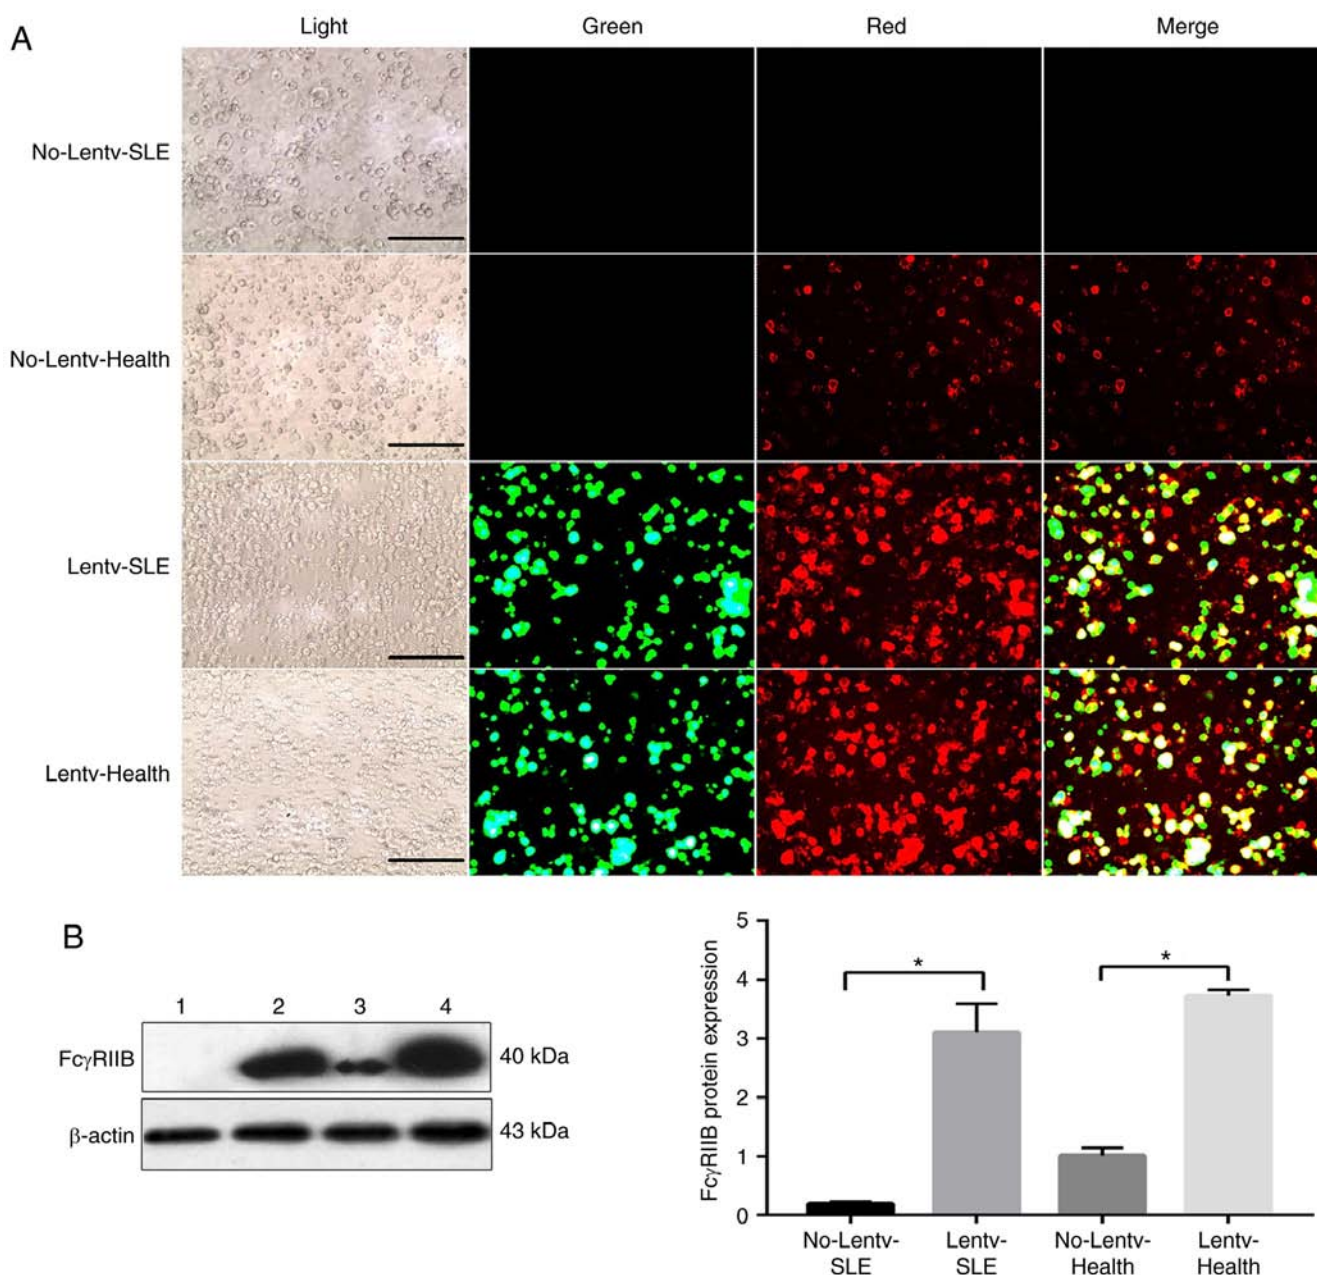 A
Light Green Red Merge
No-Lentv-SLE
No-Lentv-Health
Lentv-SLE
Lentv-Health
B
1 2 3 4
FcγRIIB 40 kDa
β-actin 43 kDa
FcγRIIB protein expression
5
4
3
2
1
0
* *
No-Lentv-
SLE
Lentv-
SLE
No-Lentv-
Health
Lentv-
Health